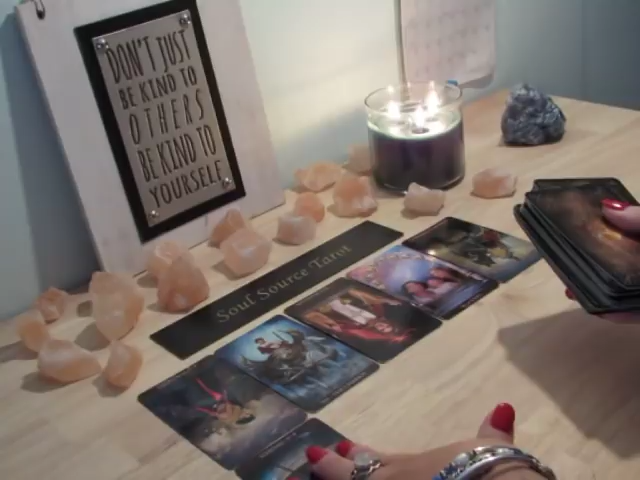 DON'T JUST
BE KIND TO
OTHERS
BE KIND TO
YOURSELF
Soul Source Tarot